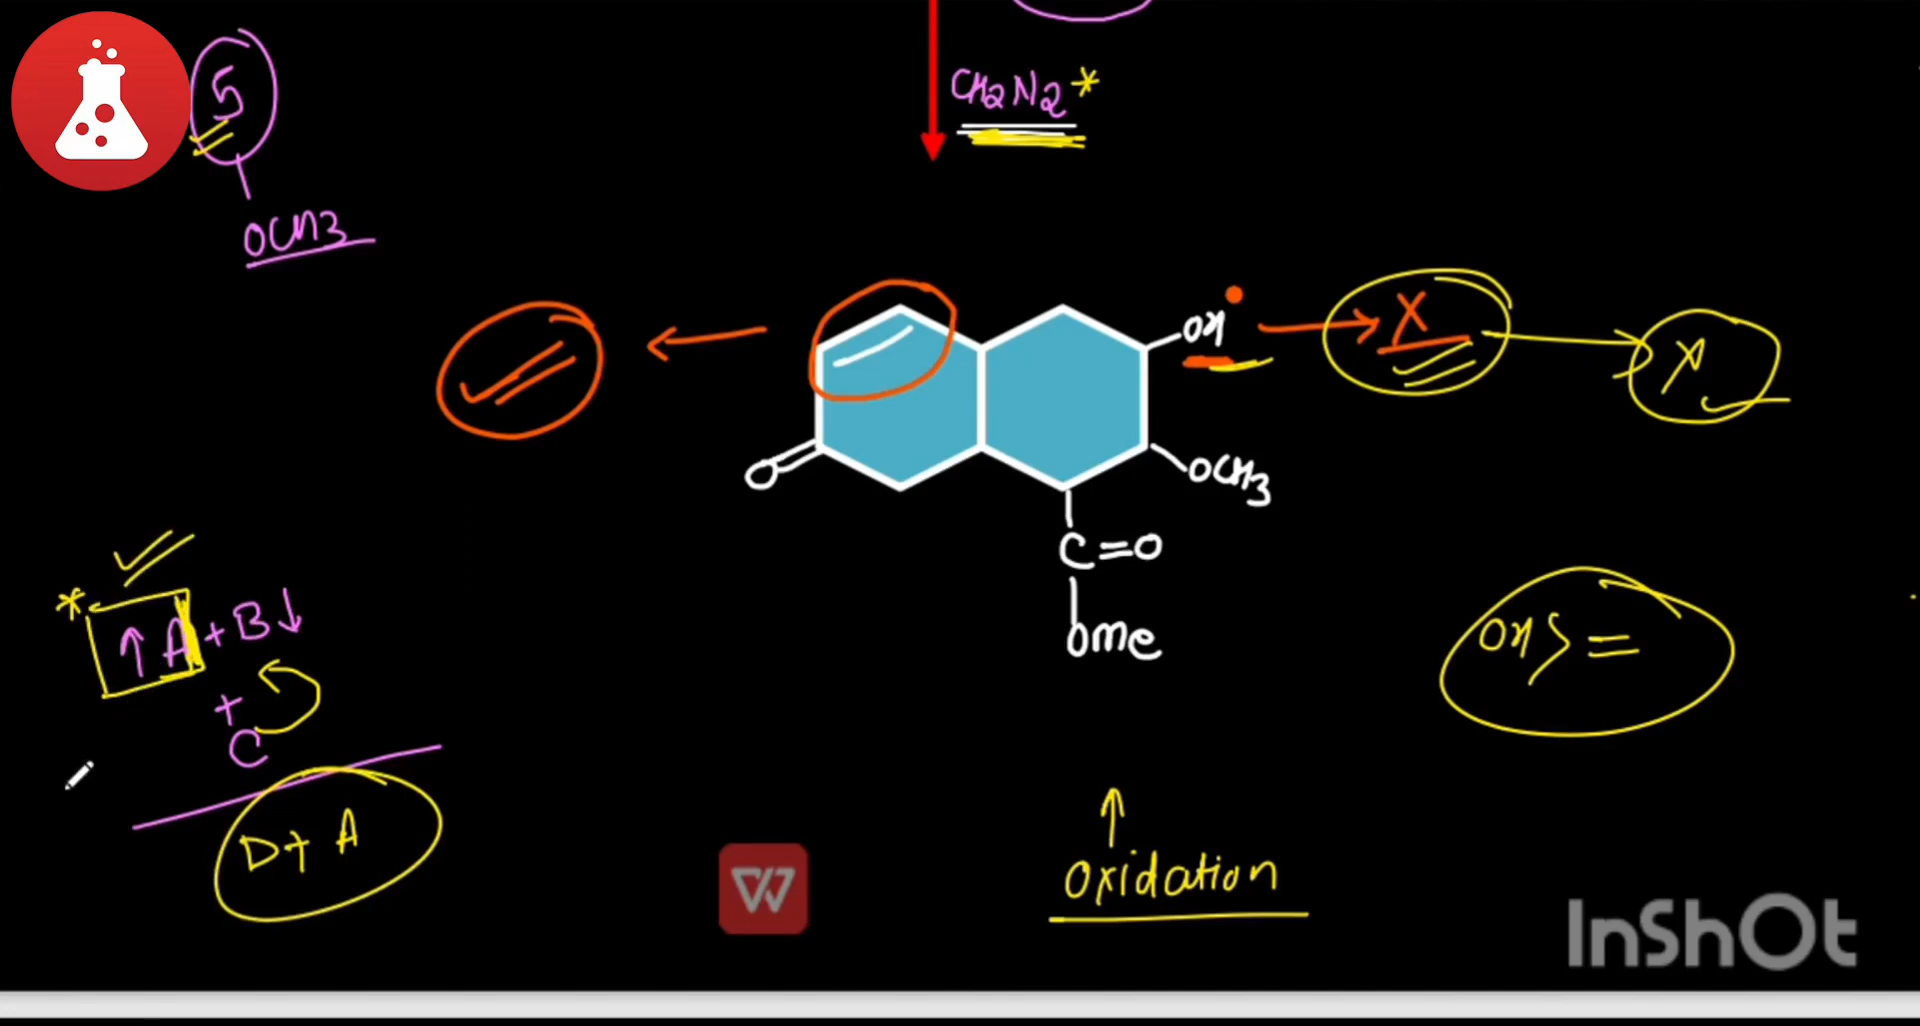 5
OCH3
CH2N2*
OH
X
X
O
OCH3
C=O
OMe
* ↑ A + B ↓
+
C
D + A
OH > =
↑
oxidation
W
InShOt